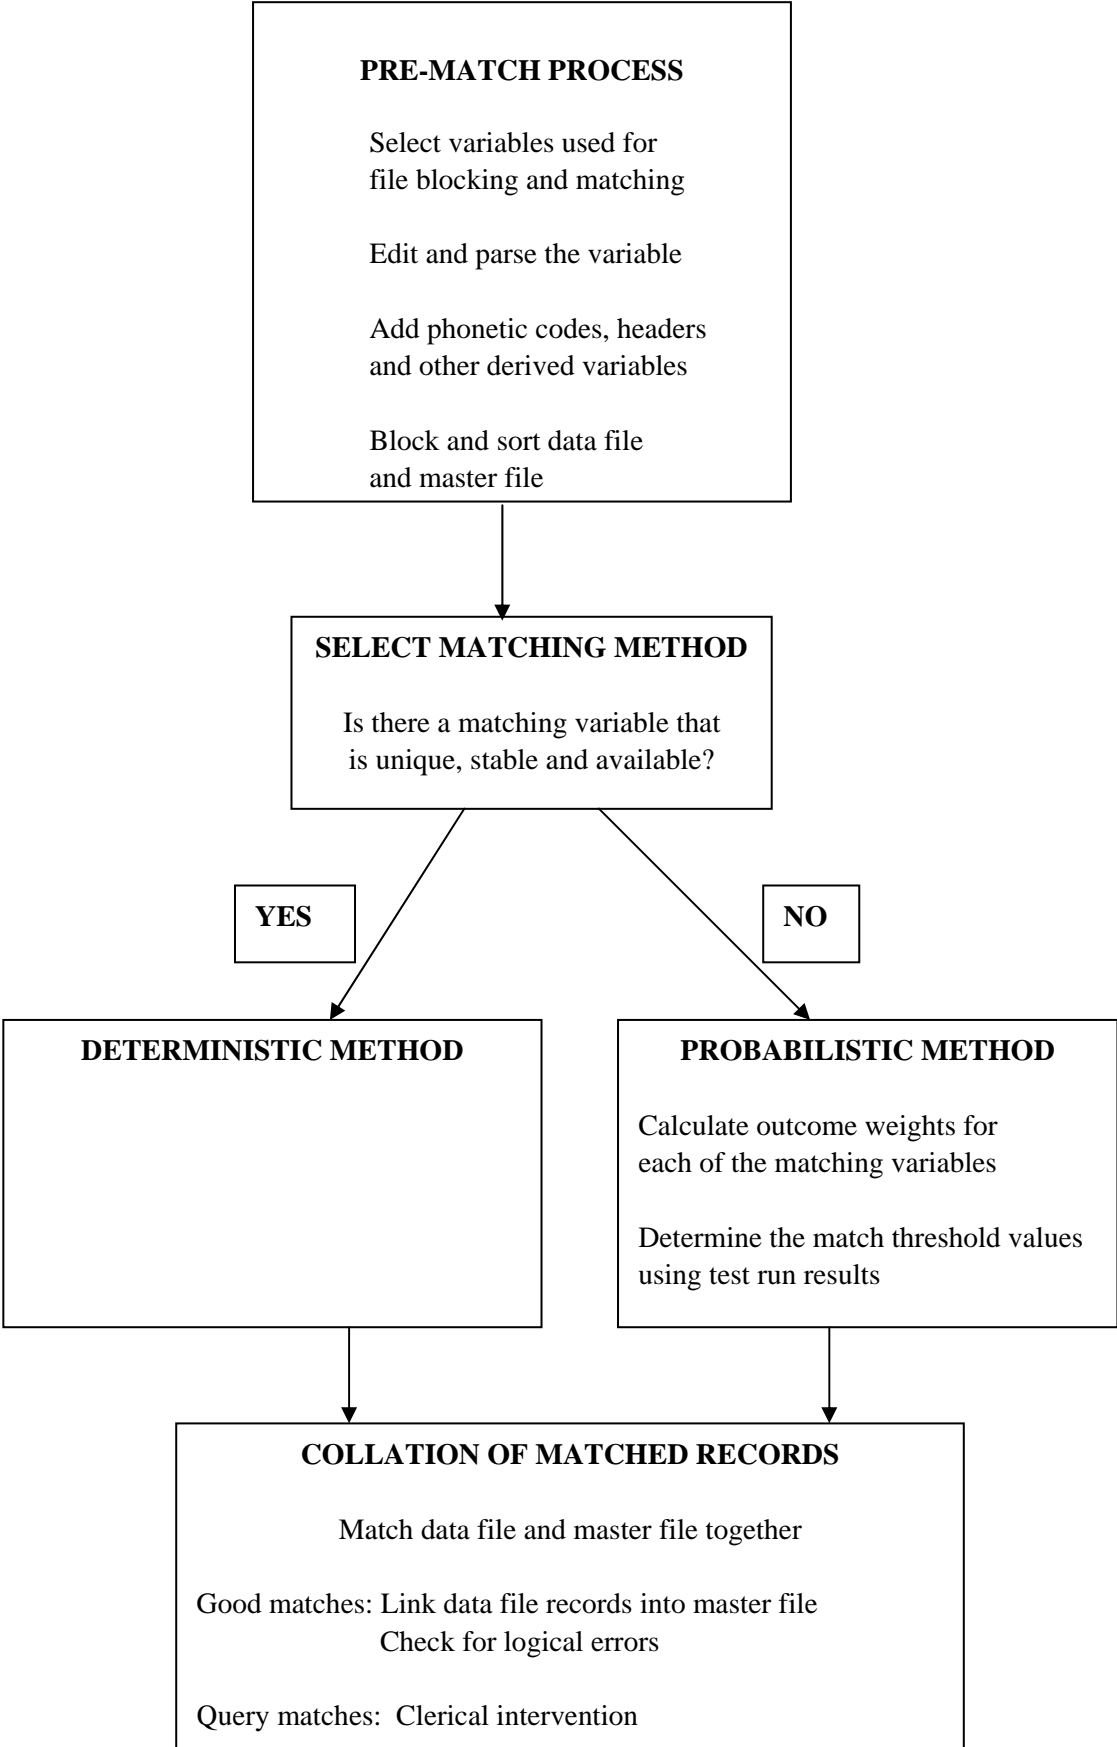 PRE-MATCH PROCESS
Select variables used for
file blocking and matching
Edit and parse the variable
Add phonetic codes, headers
and other derived variables
Block and sort data file
and master file
SELECT MATCHING METHOD
Is there a matching variable that
is unique, stable and available?
YES
NO
DETERMINISTIC METHOD
PROBABILISTIC METHOD
Calculate outcome weights for
each of the matching variables
Determine the match threshold values
using test run results
COLLATION OF MATCHED RECORDS
Match data file and master file together
Good matches: Link data file records into master file
Check for logical errors
Query matches:  Clerical intervention